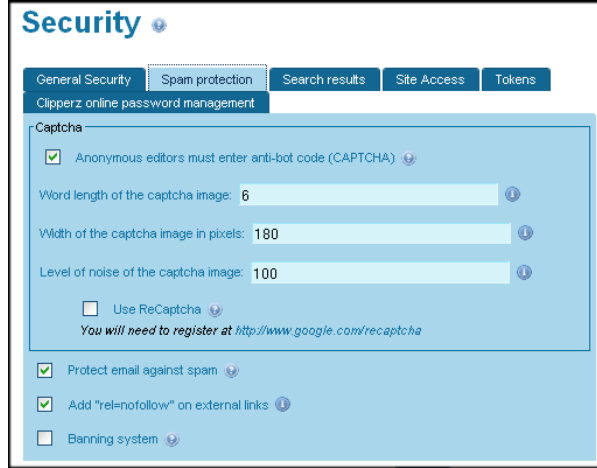 Security
General Security Spam protection Search results Site Access Tokens
Clipperz online password management
Captcha
Anonymous editors must enter anti-bot code (CAPTCHA)
Word length of the captcha image: 6
Width of the captcha image in pixels: 180
Level of noise of the captcha image: 100
Use ReCaptcha
You will need to register at http://www.google.com/recaptcha
Protect email against spam
Add "rel=nofollow" on external links
Banning system